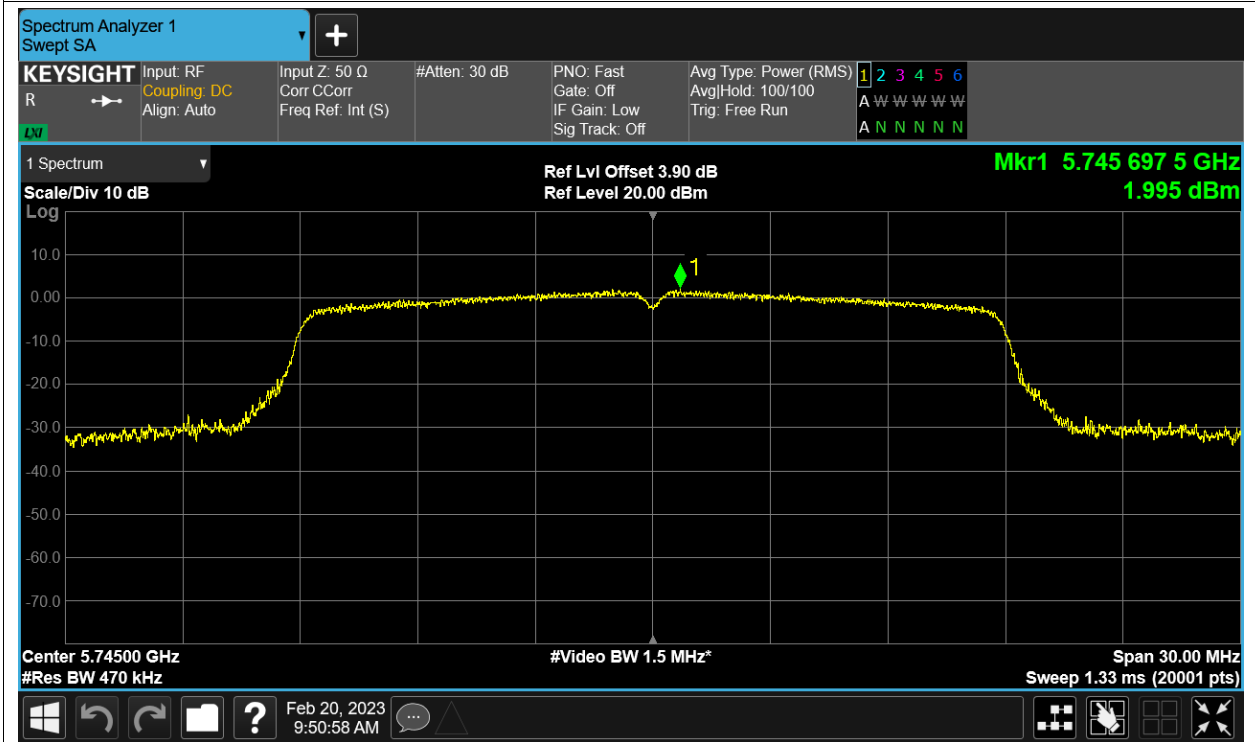 Spectrum Analyzer 1
Swept SA
KEYSIGHT
R
LXI
Input: RF
Coupling: DC
Align: Auto
Input Z: 50 Ω
Corr CCorr
Freq Ref: Int (S)
#Atten: 30 dB
PNO: Fast
Gate: Off
IF Gain: Low
Sig Track: Off
Avg Type: Power (RMS)
Avg|Hold: 100/100
Trig: Free Run
1 2 3 4 5 6
A W W W W W
A N N N N N
1 Spectrum
Scale/Div 10 dB
Log
Ref Lvl Offset 3.90 dB
Ref Level 20.00 dBm
Mkr1 5.745 697 5 GHz
1.995 dBm
1
10.0
0.00
-10.0
-20.0
-30.0
-40.0
-50.0
-60.0
-70.0
Center 5.74500 GHz
#Res BW 470 kHz
#Video BW 1.5 MHz*
Span 30.00 MHz
Sweep 1.33 ms (20001 pts)
?
Feb 20, 2023
9:50:58 AM